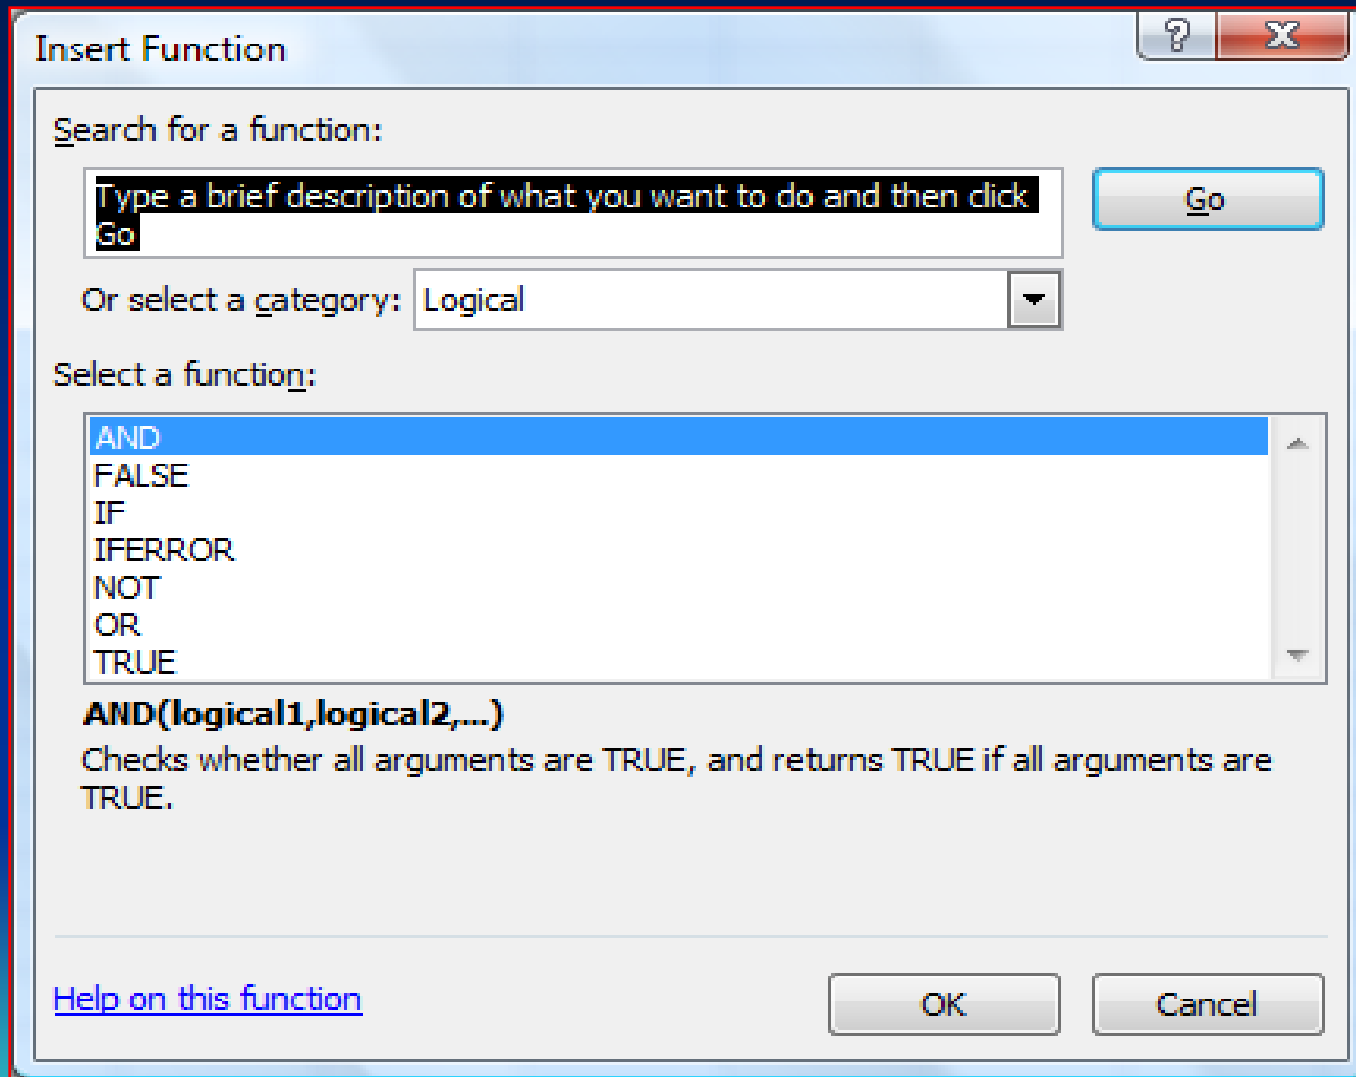 Insert Function
?
X
Search for a function:
Type a brief description of what you want to do and then click
Go
Go
Or select a category:
Logical
Select a function:
AND
FALSE
IF
IFERROR
NOT
OR
TRUE
AND(logical1,logical2,...)
Checks whether all arguments are TRUE, and returns TRUE if all arguments are
TRUE.
Help on this function
OK
Cancel